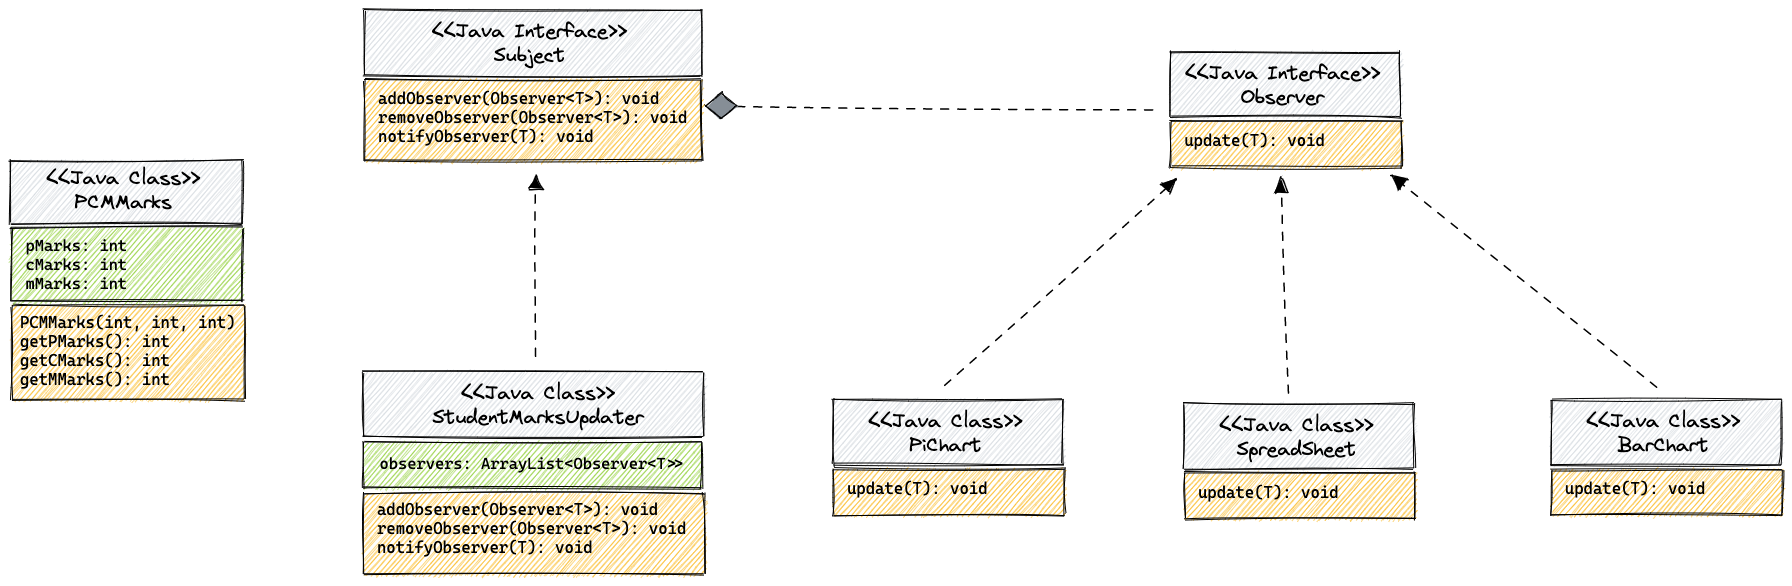 <<Java Interface>>
Subject
addObserver(Observer<T>): void
removeObserver(Observer<T>): void
notifyObserver(T): void
<<Java Interface>>
Observer
update(T): void
<<Java Class>>
PCMMarks
pMarks: int
cMarks: int
mMarks: int
PCMMarks(int, int, int)
getPMarks(): int
getCMarks(): int
getMMarks(): int
<<Java Class>>
StudentMarksUpdater
observers: ArrayList<Observer<T>>
addObserver(Observer<T>): void
removeObserver(Observer<T>): void
notifyObserver(T): void
<<Java Class>>
PiChart
update(T): void
<<Java Class>>
SpreadSheet
update(T): void
<<Java Class>>
BarChart
update(T): void